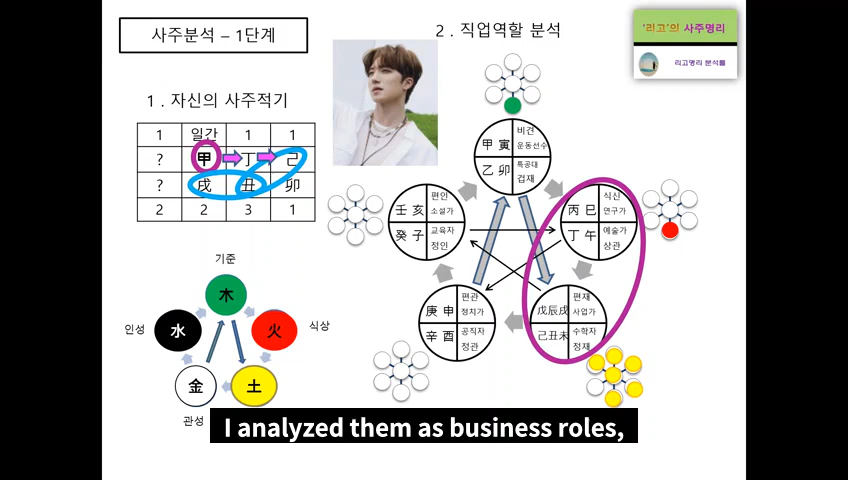 사주분석 – 1단계
2 . 직업역할 분석
'리고'의 사주명리
리고명리 분석틀
1 . 자신의 사주적기
1 일간 1 1
? 甲 丁 己
? 戌 丑 卯
2 2 3 1
비견
甲 寅 운동선수
乙 卯 특공대
겁재
편인
壬 亥 소설가
癸 子 교육자
정인
식신
丙 巳 연구가
丁 午 예술가
상관
편관
庚 申 정치가
辛 酉 공직자
정관
편재
戊辰戌 사업가
己丑未 수학자
정재
기준
木
인성 水 火 식상
金 土
관성
I analyzed them as business roles,